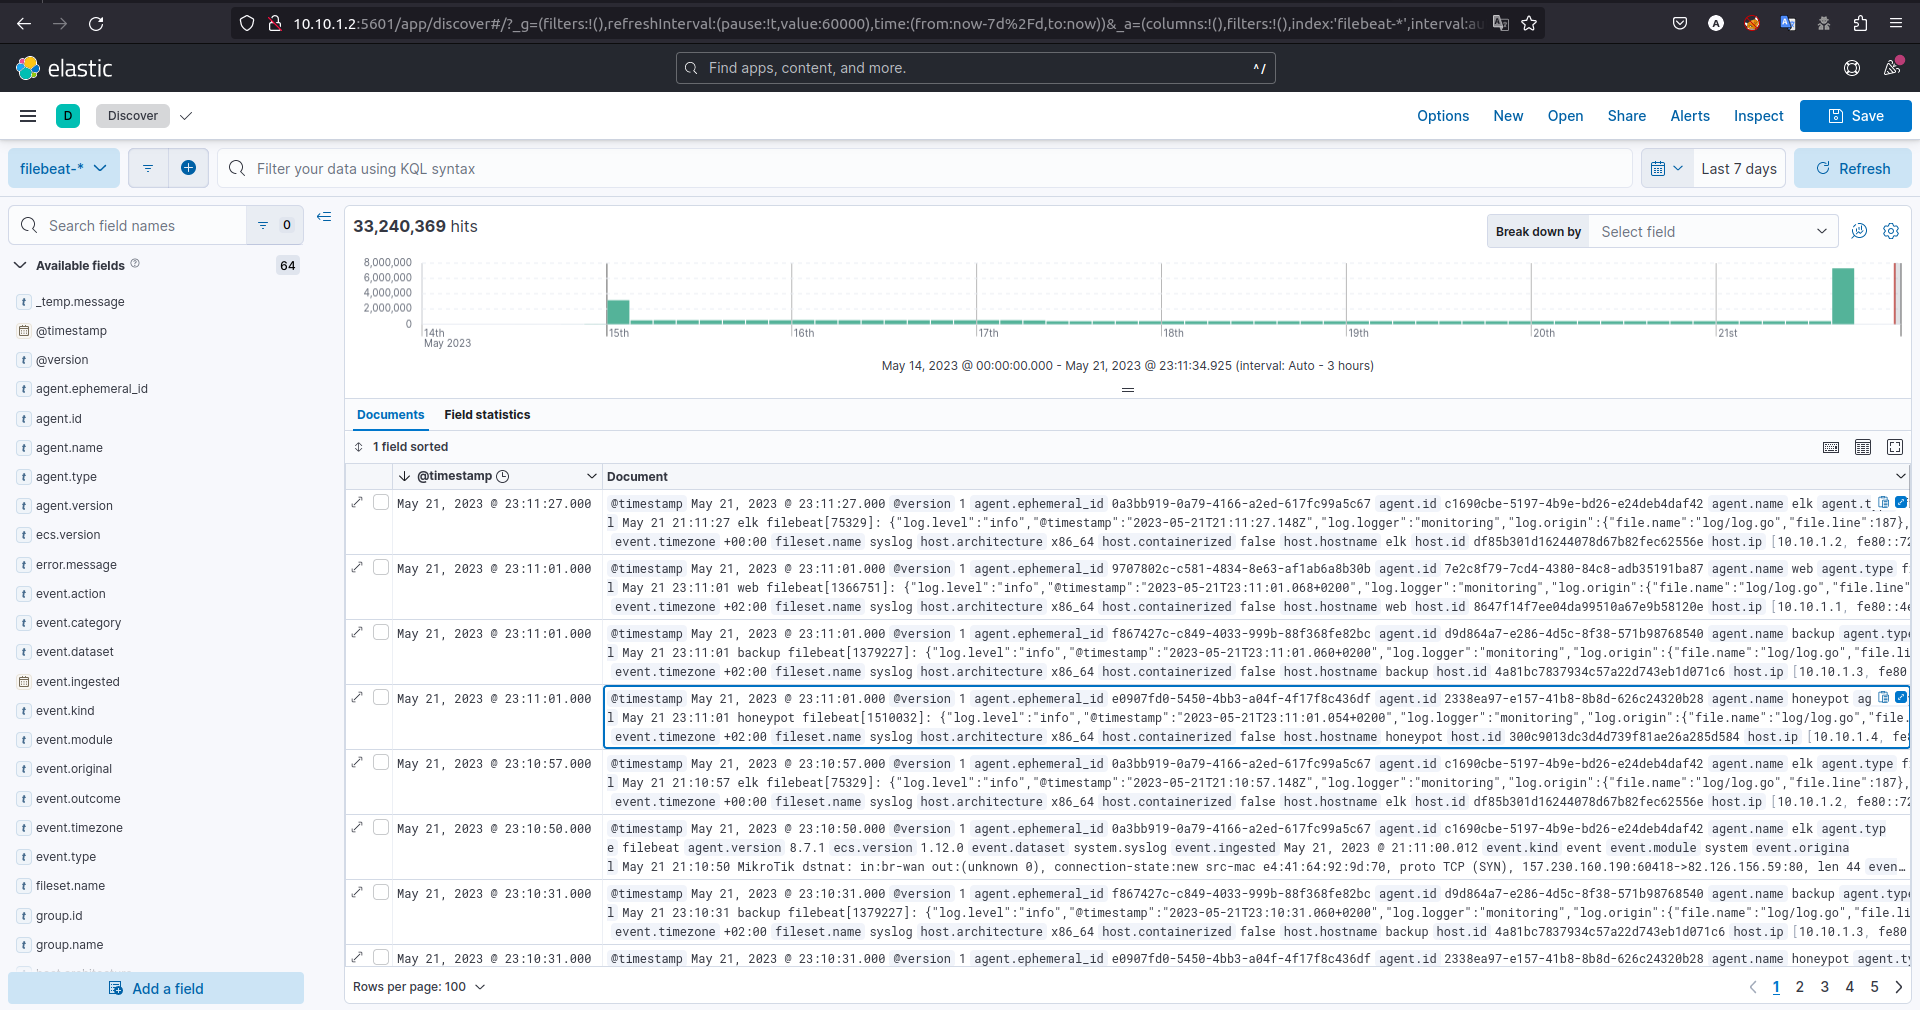 10.10.1.2:5601/app/discover#/?_g=(filters:!(),refreshInterval:(pause:!t,value:60000),time:(from:now-7d%2Fd,to:now))&_a=(columns:!(),filters:!(),index:'filebeat-*',interval:au
elastic
Find apps, content, and more.
^/
D
Discover
Options
New
Open
Share
Alerts
Inspect
Save
filebeat-*
Filter your data using KQL syntax
Last 7 days
Refresh
Search field names
0
Available fields
64
_temp.message
@timestamp
@version
agent.ephemeral_id
agent.id
agent.name
agent.type
agent.version
ecs.version
error.message
event.action
event.category
event.dataset
event.ingested
event.kind
event.module
event.original
event.outcome
event.timezone
event.type
fileset.name
group.id
group.name
host.architecture
Add a field
33,240,369 hits
Break down by
Select field
8,000,000
6,000,000
4,000,000
2,000,000
0
14th
May 2023
15th
16th
17th
18th
19th
20th
21st
May 14, 2023 @ 00:00:00.000 - May 21, 2023 @ 23:11:34.925 (interval: Auto - 3 hours)
Documents
Field statistics
1 field sorted
@timestamp
Document
May 21, 2023 @ 23:11:27.000
@timestamp May 21, 2023 @ 23:11:27.000 @version 1 agent.ephemeral_id 0a3bb919-0a79-4166-a2ed-617fc99a5c67 agent.id c1690cbe-5197-4b9e-bd26-e24deb4daf42 agent.name elk agent.t
l May 21 21:11:27 elk filebeat[75329]: {"log.level":"info","@timestamp":"2023-05-21T21:11:27.148Z","log.logger":"monitoring","log.origin":{"file.name":"log/log.go","file.line":187},
event.timezone +00:00 fileset.name syslog host.architecture x86_64 host.containerized false host.hostname elk host.id df85b301d16244078d67b82fec62556e host.ip [10.10.1.2, fe80::72
May 21, 2023 @ 23:11:01.000
@timestamp May 21, 2023 @ 23:11:01.000 @version 1 agent.ephemeral_id 9707802c-c581-4834-8e63-af1ab6a8b30b agent.id 7e2c8f79-7cd4-4380-84c8-adb35191ba87 agent.name web agent.type f
l May 21 23:11:01 web filebeat[1366751]: {"log.level":"info","@timestamp":"2023-05-21T23:11:01.068+0200","log.logger":"monitoring","log.origin":{"file.name":"log/log.go","file.line"
event.timezone +02:00 fileset.name syslog host.architecture x86_64 host.containerized false host.hostname web host.id 8647f14f7ee04da99510a67e9b58120e host.ip [10.10.1.1, fe80::4e
May 21, 2023 @ 23:11:01.000
@timestamp May 21, 2023 @ 23:11:01.000 @version 1 agent.ephemeral_id f867427c-c849-4033-999b-88f368fe82bc agent.id d9d864a7-e286-4d5c-8f38-571b98768540 agent.name backup agent.type
l May 21 23:11:01 backup filebeat[1379227]: {"log.level":"info","@timestamp":"2023-05-21T23:11:01.060+0200","log.logger":"monitoring","log.origin":{"file.name":"log/log.go","file.li
event.timezone +02:00 fileset.name syslog host.architecture x86_64 host.containerized false host.hostname backup host.id 4a81bc7837934c57a22d743eb1d071c6 host.ip [10.10.1.3, fe80
May 21, 2023 @ 23:11:01.000
@timestamp May 21, 2023 @ 23:11:01.000 @version 1 agent.ephemeral_id e0907fd0-5450-4bb3-a04f-4f17f8c436df agent.id 2338ea97-e157-41b8-8b8d-626c24320b28 agent.name honeypot ag
l May 21 23:11:01 honeypot filebeat[1510032]: {"log.level":"info","@timestamp":"2023-05-21T23:11:01.054+0200","log.logger":"monitoring","log.origin":{"file.name":"log/log.go","file.
event.timezone +02:00 fileset.name syslog host.architecture x86_64 host.containerized false host.hostname honeypot host.id 300c9013dc3d4d739f81ae26a285d584 host.ip [10.10.1.4, fe8
May 21, 2023 @ 23:10:57.000
@timestamp May 21, 2023 @ 23:10:57.000 @version 1 agent.ephemeral_id 0a3bb919-0a79-4166-a2ed-617fc99a5c67 agent.id c1690cbe-5197-4b9e-bd26-e24deb4daf42 agent.name elk agent.type f
l May 21 21:10:57 elk filebeat[75329]: {"log.level":"info","@timestamp":"2023-05-21T21:10:57.148Z","log.logger":"monitoring","log.origin":{"file.name":"log/log.go","file.line":187},
event.timezone +00:00 fileset.name syslog host.architecture x86_64 host.containerized false host.hostname elk host.id df85b301d16244078d67b82fec62556e host.ip [10.10.1.2, fe80::72
May 21, 2023 @ 23:10:50.000
@timestamp May 21, 2023 @ 23:10:50.000 @version 1 agent.ephemeral_id 0a3bb919-0a79-4166-a2ed-617fc99a5c67 agent.id c1690cbe-5197-4b9e-bd26-e24deb4daf42 agent.name elk agent.typ
e filebeat agent.version 8.7.1 ecs.version 1.12.0 event.dataset system.syslog event.ingested May 21, 2023 @ 21:11:00.012 event.kind event event.module system event.origina
l May 21 23:10:50 MikroTik dstnat: in:br-wan out:(unknown 0), connection-state:new src-mac e4:41:64:92:9d:70, proto TCP (SYN), 157.230.160.190:60418->82.126.156.59:80, len 44 even…
May 21, 2023 @ 23:10:31.000
@timestamp May 21, 2023 @ 23:10:31.000 @version 1 agent.ephemeral_id f867427c-c849-4033-999b-88f368fe82bc agent.id d9d864a7-e286-4d5c-8f38-571b98768540 agent.name backup agent.type
l May 21 23:10:31 backup filebeat[1379227]: {"log.level":"info","@timestamp":"2023-05-21T23:10:31.060+0200","log.logger":"monitoring","log.origin":{"file.name":"log/log.go","file.li
event.timezone +02:00 fileset.name syslog host.architecture x86_64 host.containerized false host.hostname backup host.id 4a81bc7837934c57a22d743eb1d071c6 host.ip [10.10.1.3, fe80
May 21, 2023 @ 23:10:31.000
@timestamp May 21, 2023 @ 23:10:31.000 @version 1 agent.ephemeral_id e0907fd0-5450-4bb3-a04f-4f17f8c436df agent.id 2338ea97-e157-41b8-8b8d-626c24320b28 agent.name honeypot agent.ty
Rows per page: 100
1 2 3 4 5